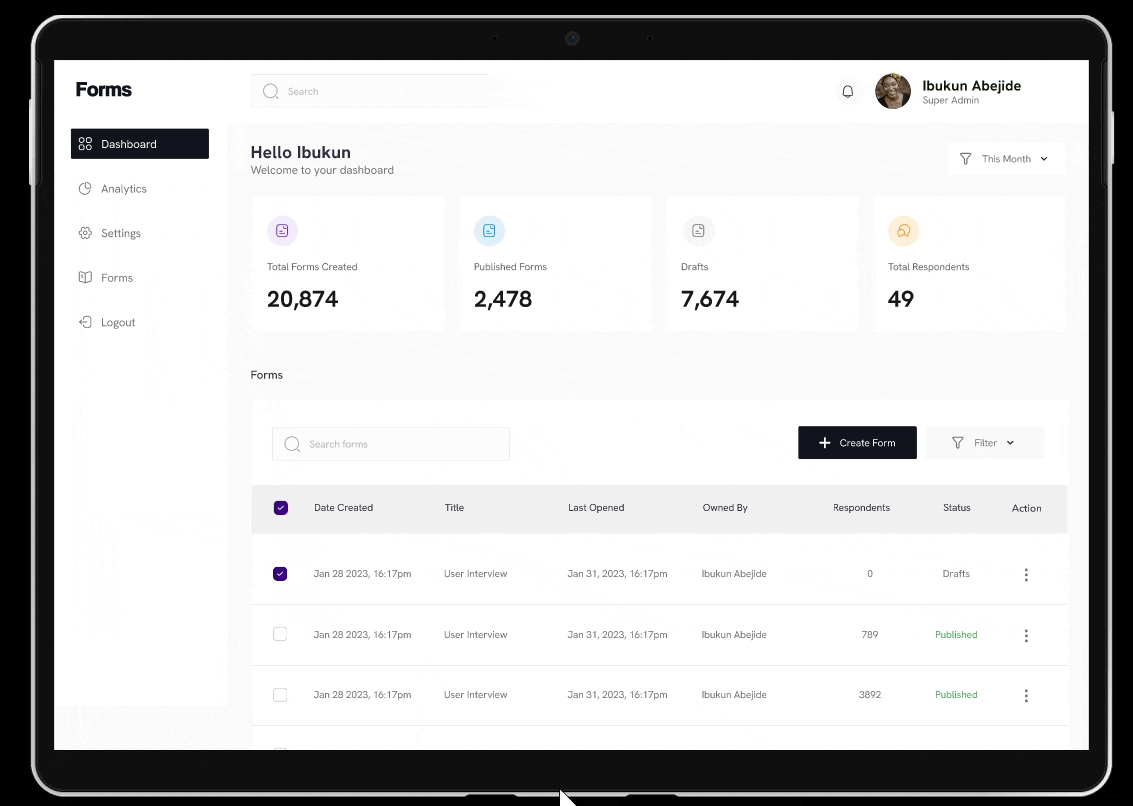 Forms
Search
Ibukun Abejide
Super Admin
Dashboard
Analytics
Settings
Forms
Logout
Hello Ibukun
Welcome to your dashboard
This Month
Total Forms Created
20,874
Published Forms
2,478
Drafts
7,674
Total Respondents
49
Forms
Search forms
Create Form
Filter
Date Created Title Last Opened Owned By Respondents Status Action
Jan 28 2023, 16:17pm User Interview Jan 31, 2023, 16:17pm Ibukun Abejide 0 Drafts
Jan 28 2023, 16:17pm User Interview Jan 31, 2023, 16:17pm Ibukun Abejide 789 Published
Jan 28 2023, 16:17pm User Interview Jan 31, 2023, 16:17pm Ibukun Abejide 3892 Published